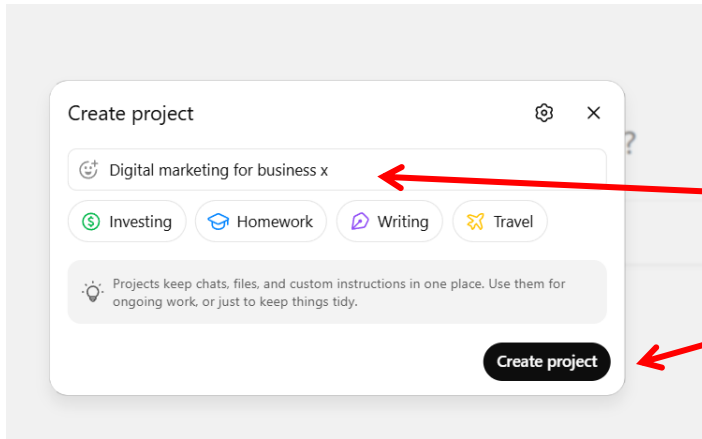 Create project
?
Digital marketing for business x
Investing Homework Writing Travel
Projects keep chats, files, and custom instructions in one place. Use them for
ongoing work, or just to keep things tidy.
Create project